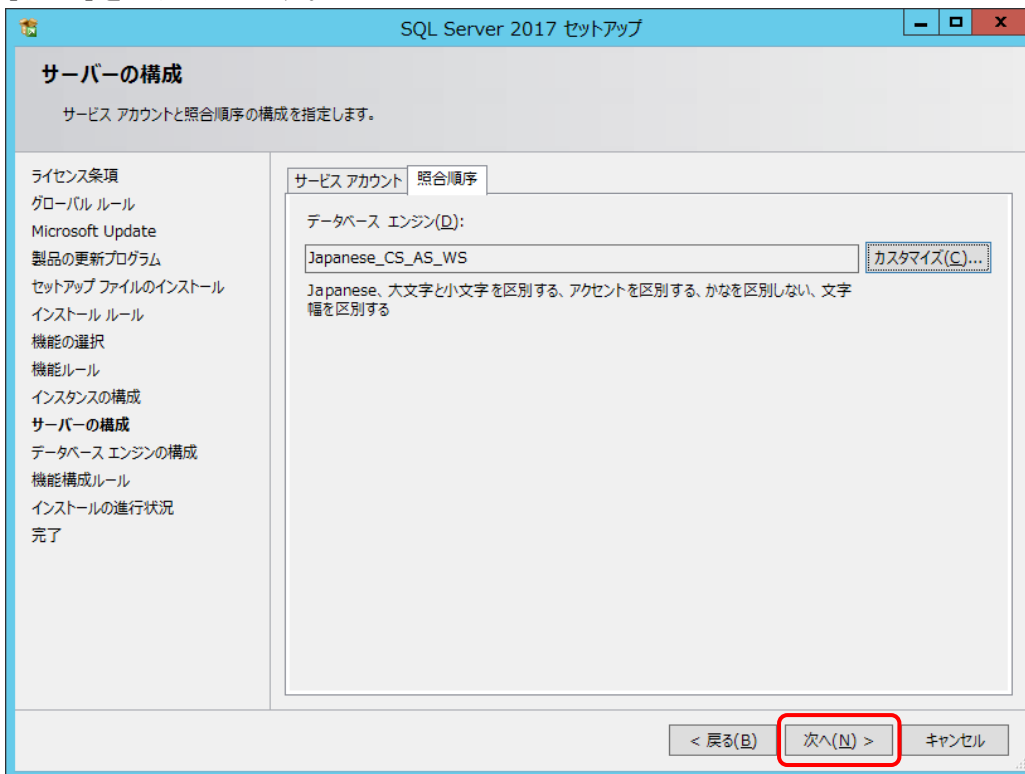 SQL Server 2017 セットアップ
サーバーの構成
サービス アカウントと照合順序の構成を指定します。
ライセンス条項
グローバル ルール
Microsoft Update
製品の更新プログラム
セットアップ ファイルのインストール
インストール ルール
機能の選択
機能ルール
インスタンスの構成
サーバーの構成
データベース エンジンの構成
機能構成ルール
インストールの進行状況
完了
サービス アカウント 照合順序
データベース エンジン(D):
Japanese_CS_AS_WS カスタマイズ(C)...
Japanese、大文字と小文字を区別する、アクセントを区別する、かなを区別しない、文字
幅を区別する
< 戻る(B) 次へ(N) > キャンセル